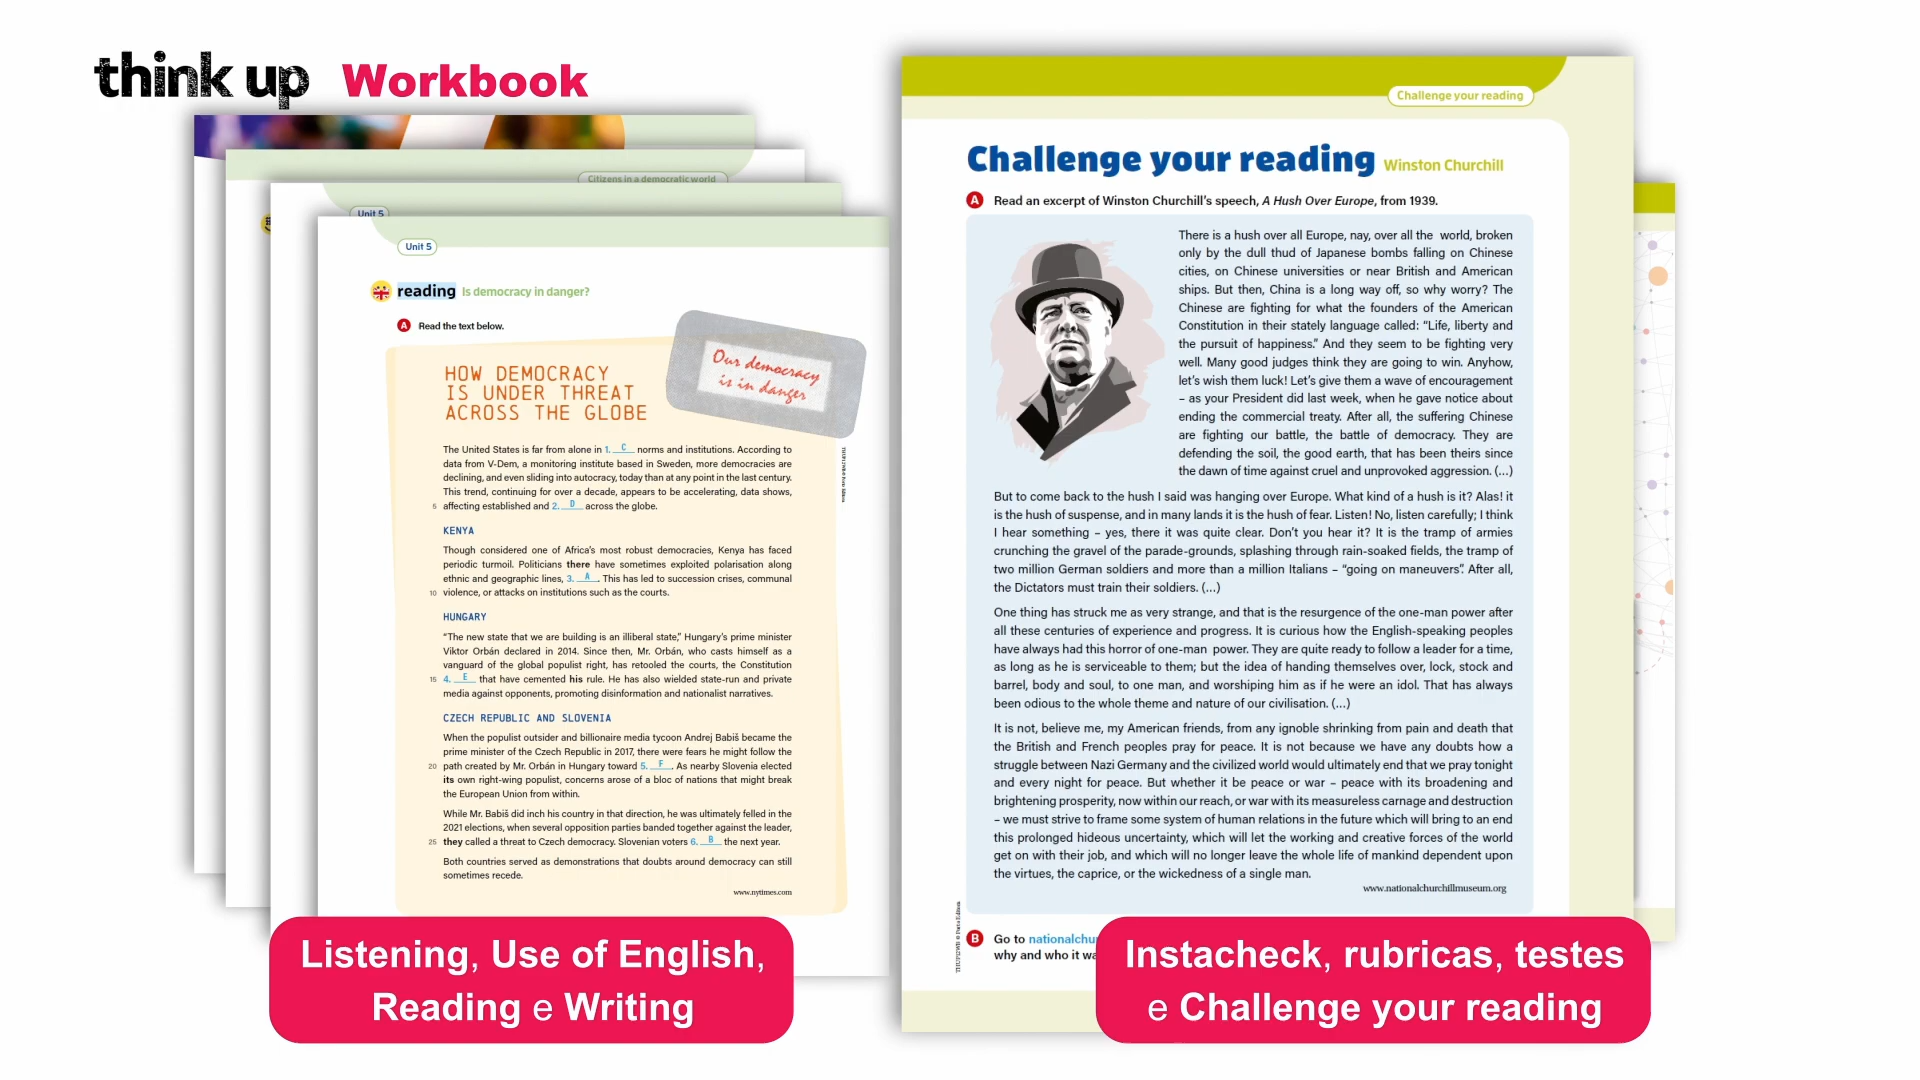 think up Workbook
Citizens in a democratic world
Unit 5
Unit 5
reading Is democracy in danger?
A Read the text below.
Our democracy
is in danger
HOW DEMOCRACY
IS UNDER THREAT
ACROSS THE GLOBE
The United States is far from alone in 1. C norms and institutions. According to
data from V-Dem, a monitoring institute based in Sweden, more democracies are
declining, and even sliding into autocracy, today than at any point in the last century.
This trend, continuing for over a decade, appears to be accelerating, data shows,
5 affecting established and 2. D across the globe.
KENYA
Though considered one of Africa's most robust democracies, Kenya has faced
periodic turmoil. Politicians there have sometimes exploited polarisation along
ethnic and geographic lines, 3. A. This has led to succession crises, communal
10 violence, or attacks on institutions such as the courts.
HUNGARY
“The new state that we are building is an illiberal state,” Hungary's prime minister
Viktor Orbán declared in 2014. Since then, Mr. Orbán, who casts himself as a
vanguard of the global populist right, has retooled the courts, the Constitution
15 4. E that have cemented his rule. He has also wielded state-run and private
media against opponents, promoting disinformation and nationalist narratives.
CZECH REPUBLIC AND SLOVENIA
When the populist outsider and billionaire media tycoon Andrej Babiš became the
prime minister of the Czech Republic in 2017, there were fears he might follow the
20 path created by Mr. Orbán in Hungary toward 5. F. As nearby Slovenia elected
its own right-wing populist, concerns arose of a bloc of nations that might break
the European Union from within.
While Mr. Babiš did inch his country in that direction, he was ultimately felled in the
2021 elections, when several opposition parties banded together against the leader,
25 they called a threat to Czech democracy. Slovenian voters 6. B the next year.
Both countries served as demonstrations that doubts around democracy can still
sometimes recede.
www.nytimes.com
Listening, Use of English,
Reading e Writing
Challenge your reading
Challenge your reading Winston Churchill
A Read an excerpt of Winston Churchill's speech, A Hush Over Europe, from 1939.
There is a hush over all Europe, nay, over all the world, broken
only by the dull thud of Japanese bombs falling on Chinese
cities, on Chinese universities or near British and American
ships. But then, China is a long way off, so why worry? The
Chinese are fighting for what the founders of the American
Constitution in their stately language called: “Life, liberty and
the pursuit of happiness.” And they seem to be fighting very
well. Many good judges think they are going to win. Anyhow,
let's wish them luck! Let's give them a wave of encouragement
– as your President did last week, when he gave notice about
ending the commercial treaty. After all, the suffering Chinese
are fighting our battle, the battle of democracy. They are
defending the soil, the good earth, that has been theirs since
the dawn of time against cruel and unprovoked aggression. (…)
But to come back to the hush I said was hanging over Europe. What kind of a hush is it? Alas! it
is the hush of suspense, and in many lands it is the hush of fear. Listen! No, listen carefully; I think
I hear something – yes, there it was quite clear. Don't you hear it? It is the tramp of armies
crunching the gravel of the parade-grounds, splashing through rain-soaked fields, the tramp of
two million German soldiers and more than a million Italians – “going on maneuvers”. After all,
the Dictators must train their soldiers. (…)
One thing has struck me as very strange, and that is the resurgence of the one-man power after
all these centuries of experience and progress. It is curious how the English-speaking peoples
have always had this horror of one-man power. They are quite ready to follow a leader for a time,
as long as he is serviceable to them; but the idea of handing themselves over, lock, stock and
barrel, body and soul, to one man, and worshiping him as if he were an idol. That has always
been odious to the whole theme and nature of our civilisation. (…)
It is not, believe me, my American friends, from any ignoble shrinking from pain and death that
the British and French peoples pray for peace. It is not because we have any doubts how a
struggle between Nazi Germany and the civilized world would ultimately end that we pray tonight
and every night for peace. But whether it be peace or war – peace with its broadening and
brightening prosperity, now within our reach, or war with its measureless carnage and destruction
– we must strive to frame some system of human relations in the future which will bring to an end
this prolonged hideous uncertainty, which will let the working and creative forces of the world
get on with their job, and which will no longer leave the whole life of mankind dependent upon
the virtues, the caprice, or the wickedness of a single man.
www.nationalchurchillmuseum.org
B Go to nationalchu
why and who it wa
Instacheck, rubricas, testes
e Challenge your reading